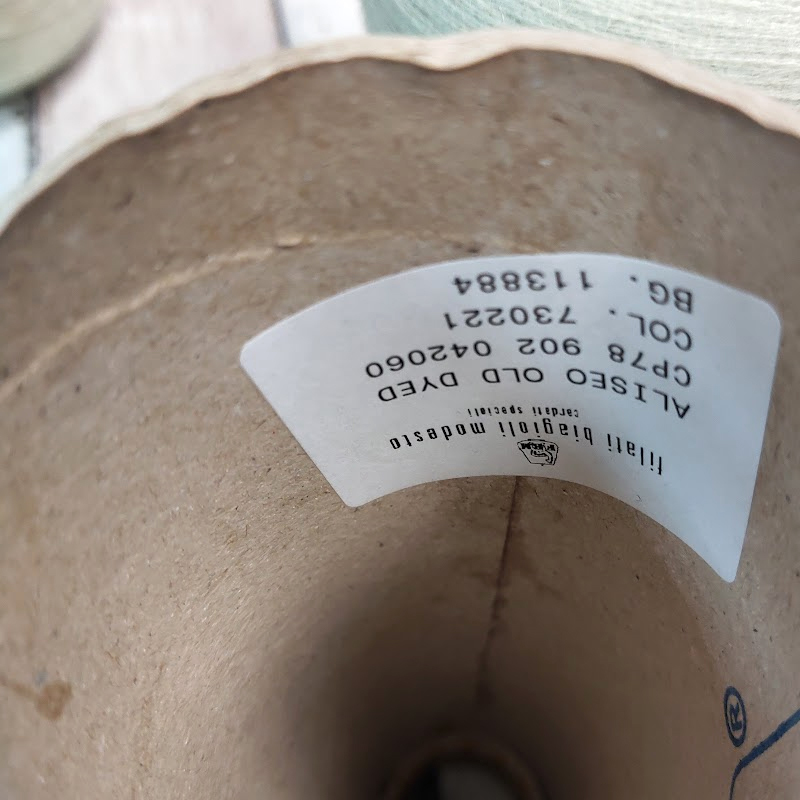 filati biagioli modesto
cardati speciali
ALISEO OLD DYED
CP78 902 042060
COL. 730221
BG. 113884
®